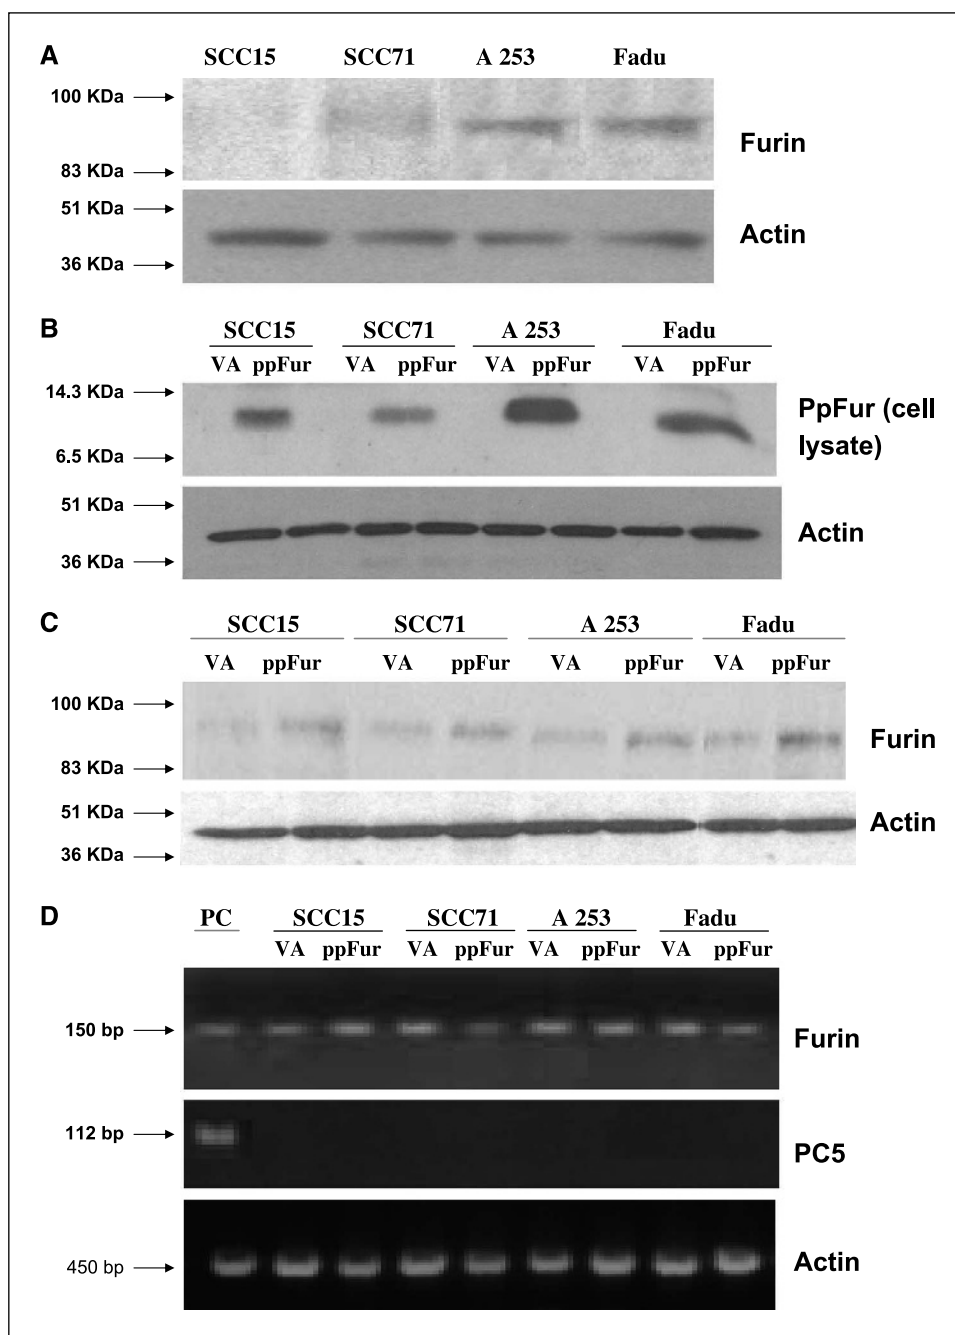 A
SCC15 SCC71 A 253 Fadu
100 KDa
Furin
83 KDa
51 KDa
Actin
36 KDa
B
SCC15 SCC71 A 253 Fadu
VA ppFur VA ppFur VA ppFur VA ppFur
14.3 KDa
PpFur (cell
lysate)
6.5 KDa
51 KDa
Actin
36 KDa
C
SCC15 SCC71 A 253 Fadu
VA ppFur VA ppFur VA ppFur VA ppFur
100 KDa
Furin
83 KDa
51 KDa
Actin
36 KDa
D
PC SCC15 SCC71 A 253 Fadu
VA ppFur VA ppFur VA ppFur VA ppFur
150 bp
Furin
112 bp
PC5
450 bp
Actin